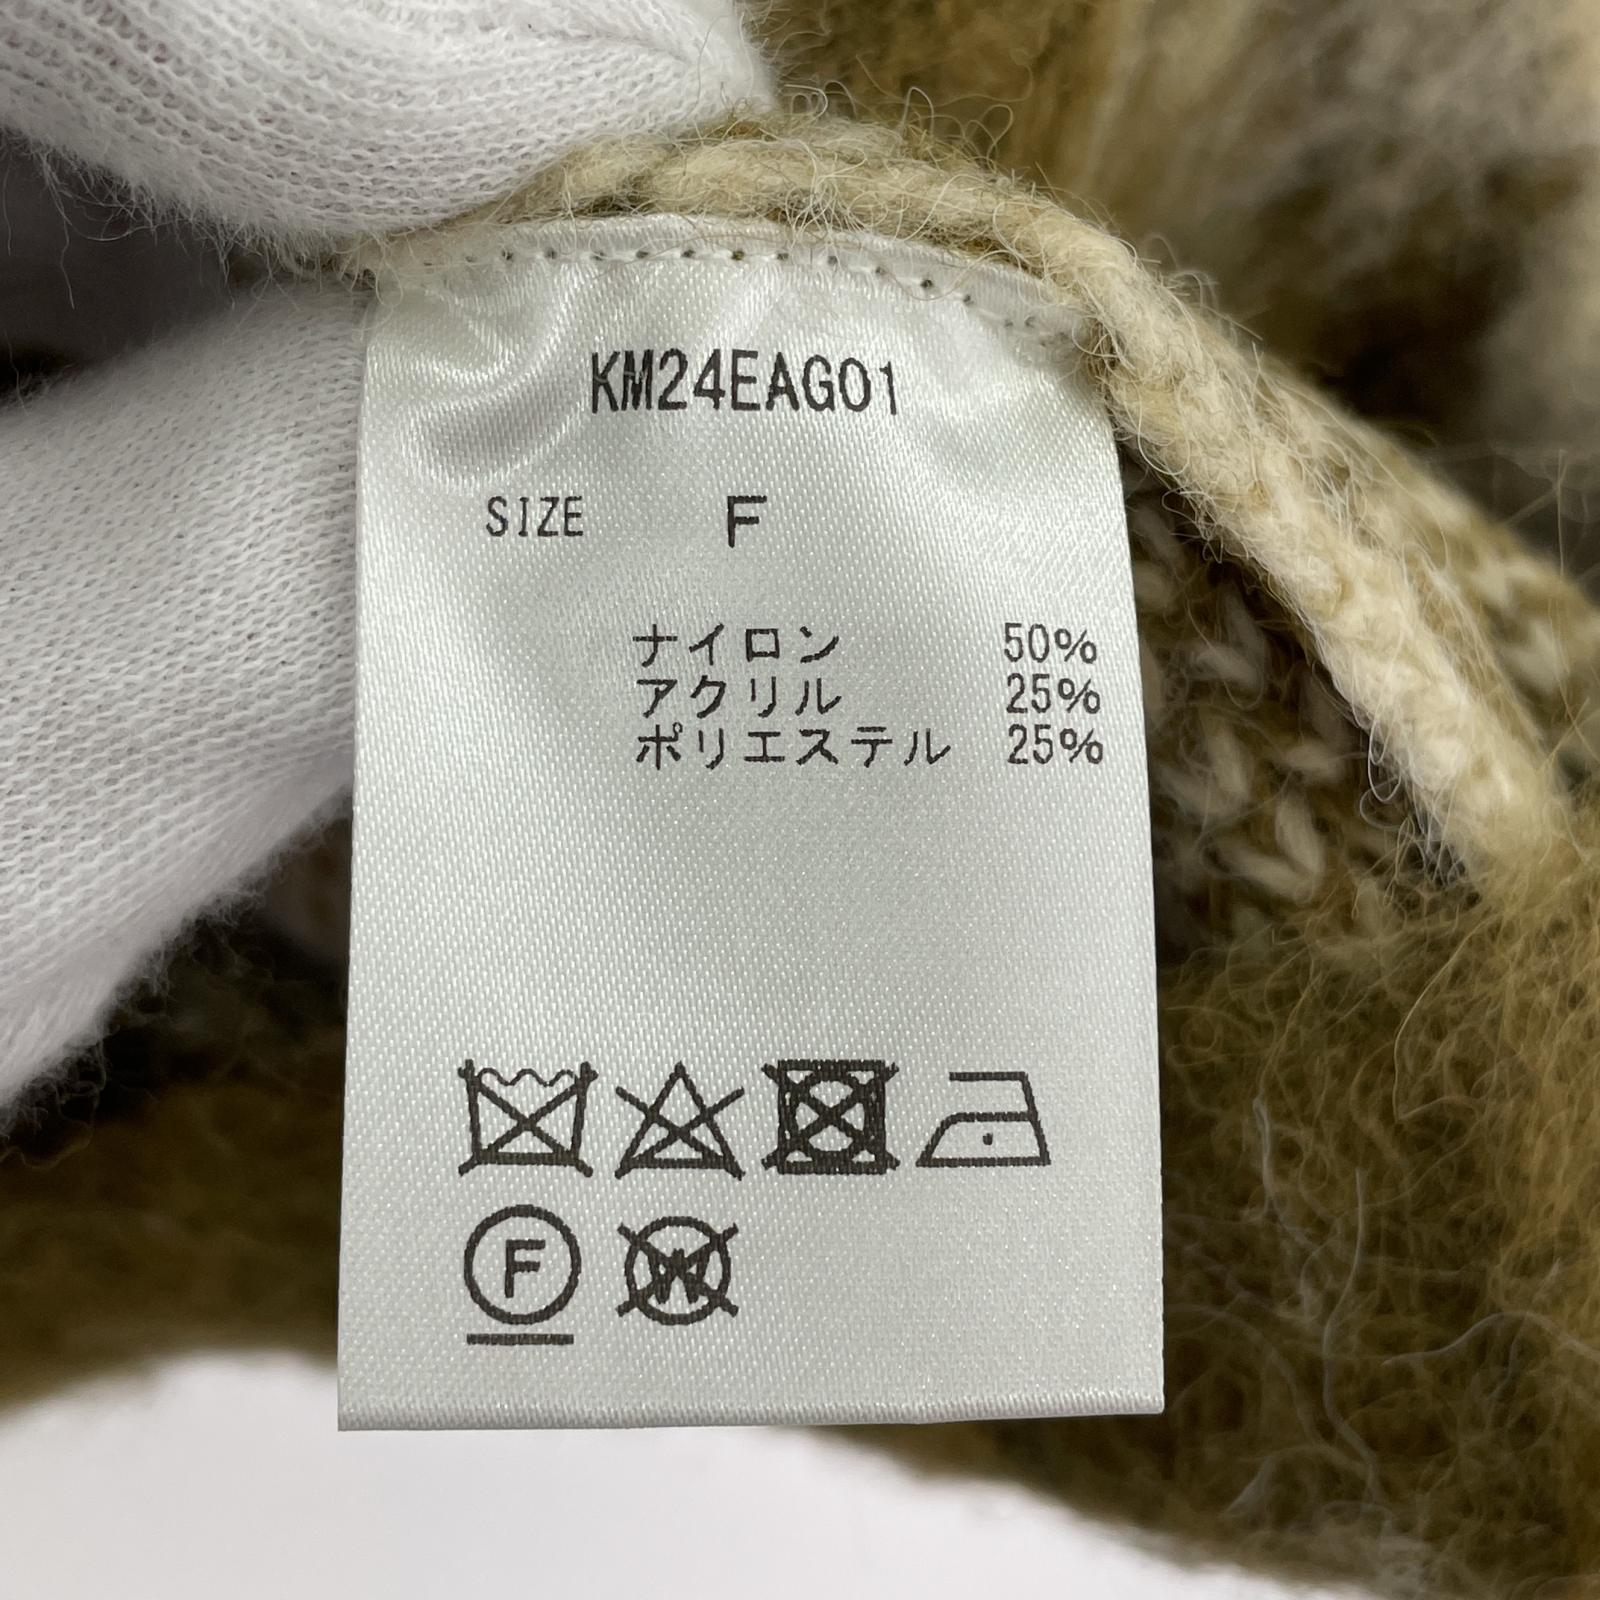 KM24EAG01
SIZE F
ナイロン 50%
アクリル 25%
ポリエステル 25%
F
W